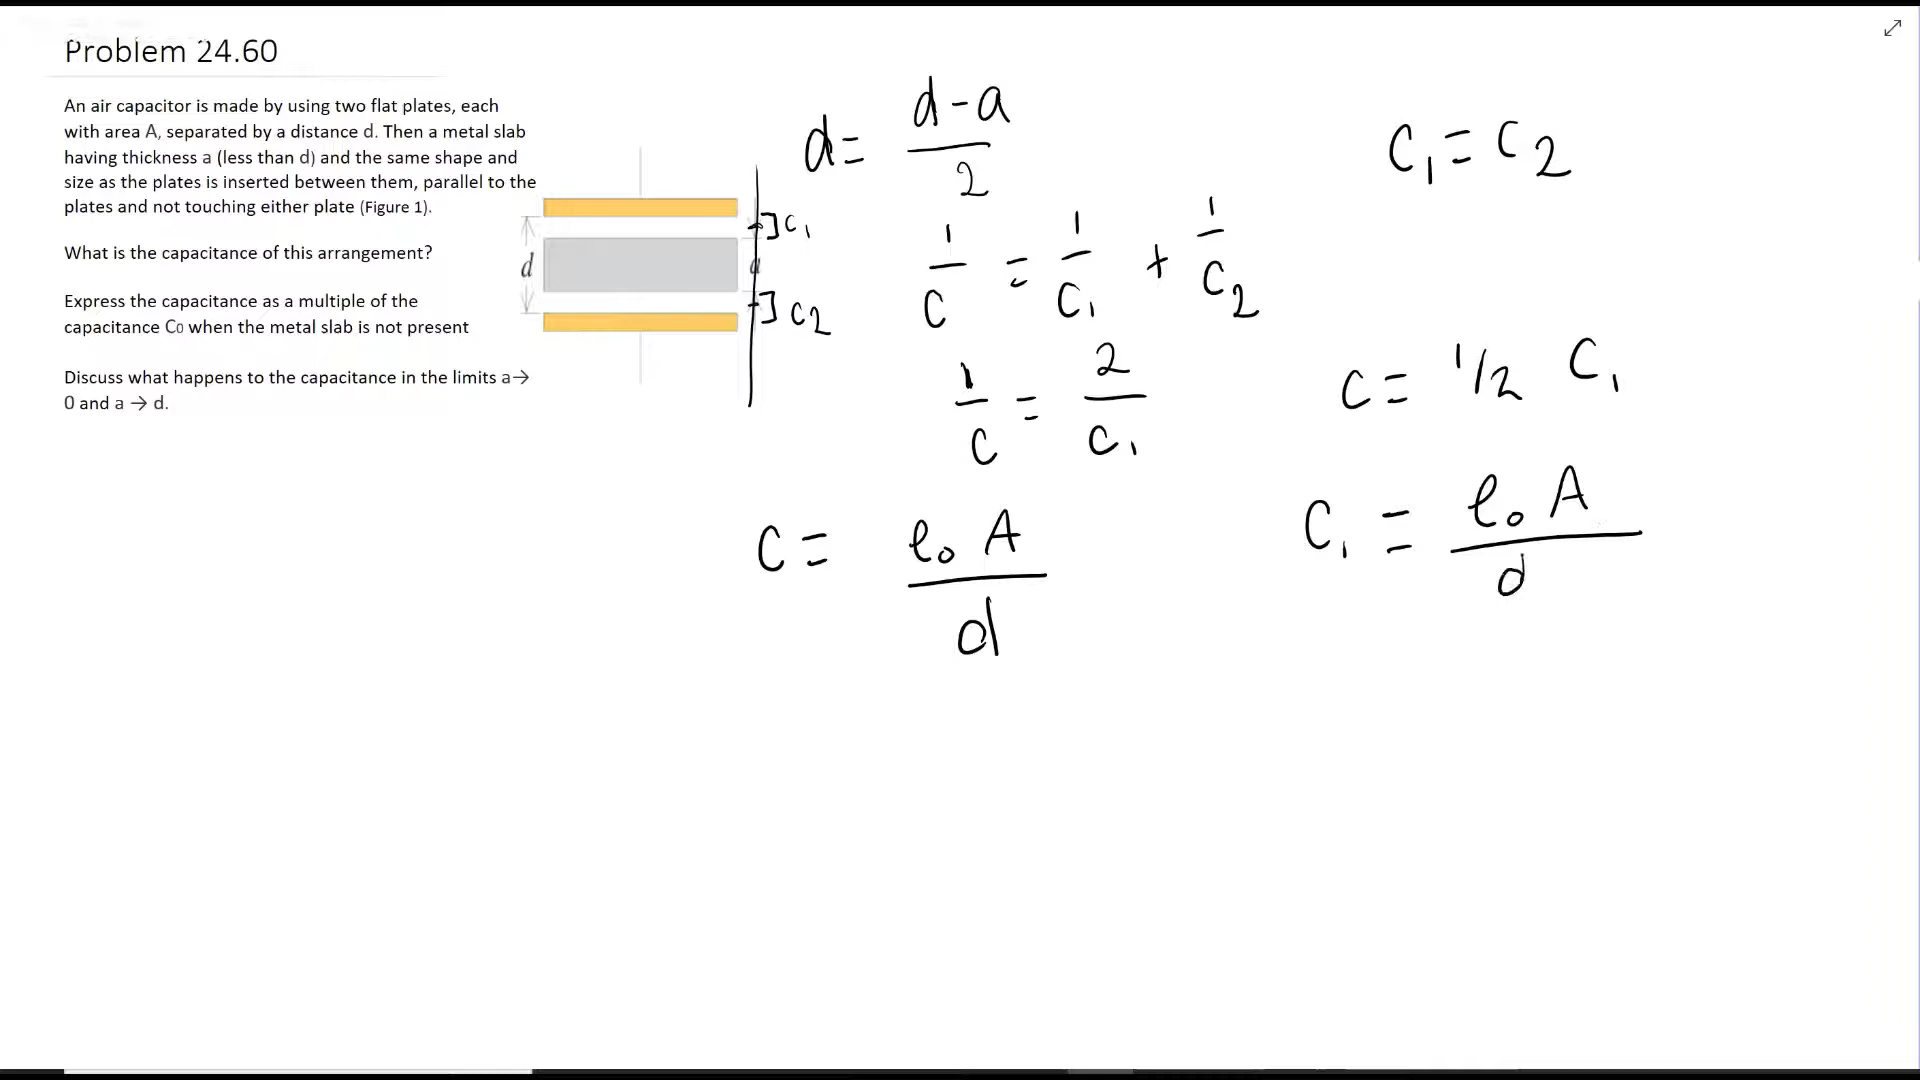 Problem 24.60
An air capacitor is made by using two flat plates, each
with area A, separated by a distance d. Then a metal slab
having thickness a (less than d) and the same shape and
size as the plates is inserted between them, parallel to the
plates and not touching either plate (Figure 1).
What is the capacitance of this arrangement?
Express the capacitance as a multiple of the
capacitance C0 when the metal slab is not present
Discuss what happens to the capacitance in the limits a→
0 and a → d.
d
a
C1
C2
d = (d-a)/2
C1 = C2
1/C = 1/C1 + 1/C2
1/C = 2/C1
C = 1/2 C1
C = ε0 A/d
C1 = ε0 A/d